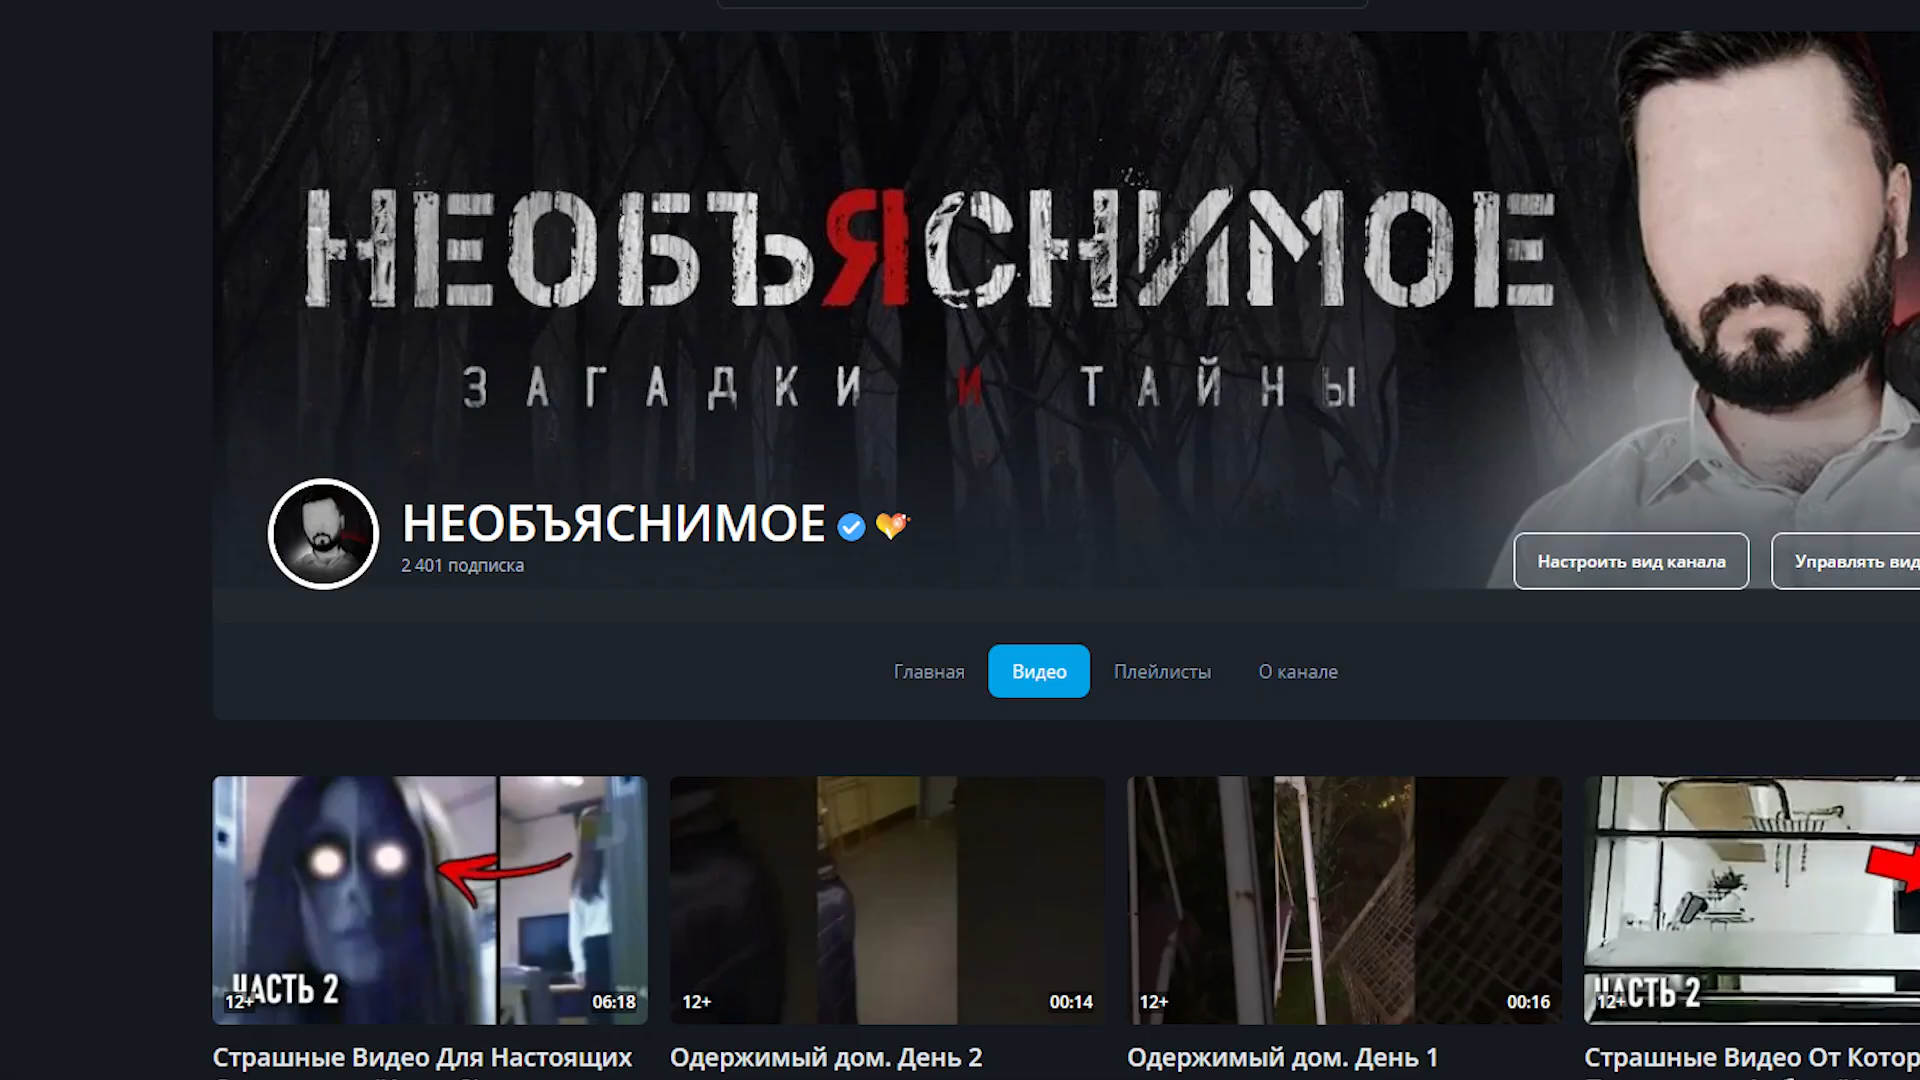 НЕОБЪЯСНИМОЕ
ЗАГАДКИ И ТАЙНЫ
НЕОБЪЯСНИМОЕ
2 401 подписка
Настроить вид канала
Управлять вид
Главная
Видео
Плейлисты
О канале
ЧАСТЬ 2
12+
06:18
12+
00:14
12+
00:16
ЧАСТЬ 2
12+
Страшные Видео Для Настоящих
Одержимый дом. День 2
Одержимый дом. День 1
Страшные Видео От Котор